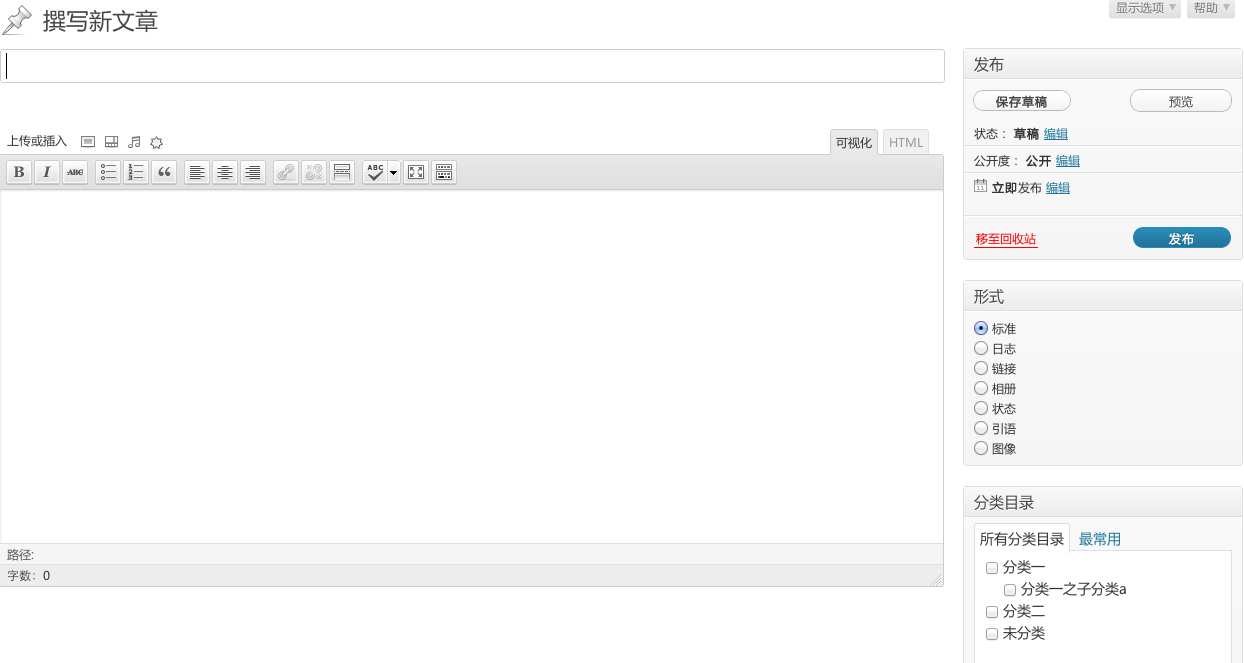 撰写新文章
显示选项
帮助
上传或插入
可视化
HTML
B I ABC
ABC
路径:
字数: 0
发布
保存草稿
预览
状态： 草稿 编辑
公开度： 公开 编辑
立即发布 编辑
移至回收站
发布
形式
标准
日志
链接
相册
状态
引语
图像
分类目录
所有分类目录 最常用
分类一
分类一之子分类a
分类二
未分类